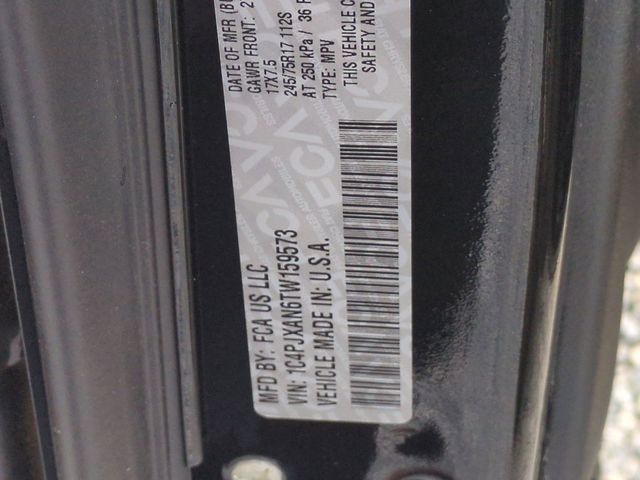 MFD BY: FCA US LLC
DATE OF MFR
GAWR FRONT: 2
17X7.5
245/75R17 112S
AT 250 kPa / 36
VIN: 1C4PJXAN6TW159573
TYPE: MPV
VEHICLE MADE IN: U.S.A.
THIS VEHICLE
SAFETY AND